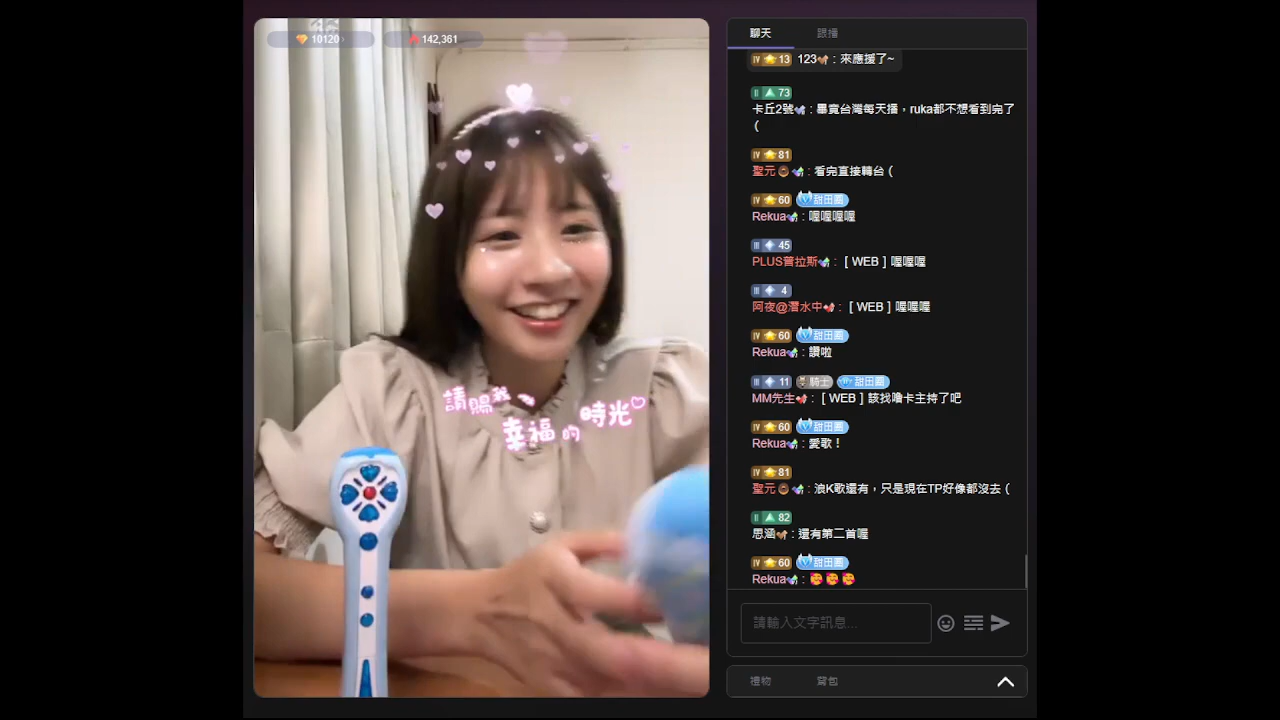 10120
142,361
請賜我一
幸福的
時光
聊天
跟播
IV 13 123: 來應援了~
II 73
卡丘2號: 畢竟台灣每天播，ruka都不想看到完了
(
IV 81
聖元: 看完直接轉台 (
IV 60 甜田團
Rekua: 喔喔喔喔
III 45
PLUS普拉斯: [ WEB ] 喔喔喔
III 4
阿夜@潛水中: [ WEB ] 喔喔喔
IV 60 甜田團
Rekua: 讚啦
III 11 騎士 甜田團
MM先生: [ WEB ] 該找嚕卡主持了吧
IV 60 甜田團
Rekua: 愛歌！
IV 81
聖元: 浪K歌還有，只是現在TP好像都沒去 (
II 82
思涵: 還有第二首喔
IV 60 甜田團
Rekua:
請輸入文字訊息...
禮物
背包